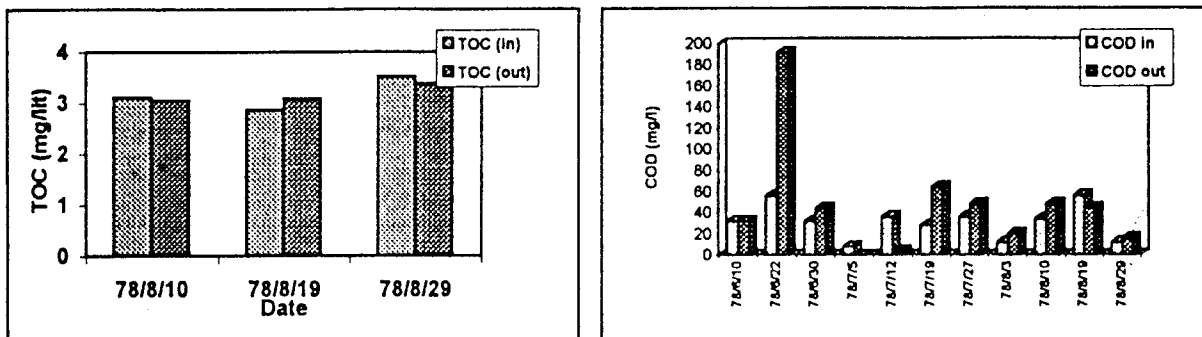 TOC (mg/lit)
4
3
2
1
0
TOC (in)
TOC (out)
78/8/10 78/8/19 78/8/29
Date
COD (mg/l)
200
180
160
140
120
100
80
60
40
20
0
COD in
COD out
78/6/10 78/6/22 78/6/30 78/7/5 78/7/12 78/7/19 78/7/27 78/8/3 78/8/10 78/8/19 78/8/29